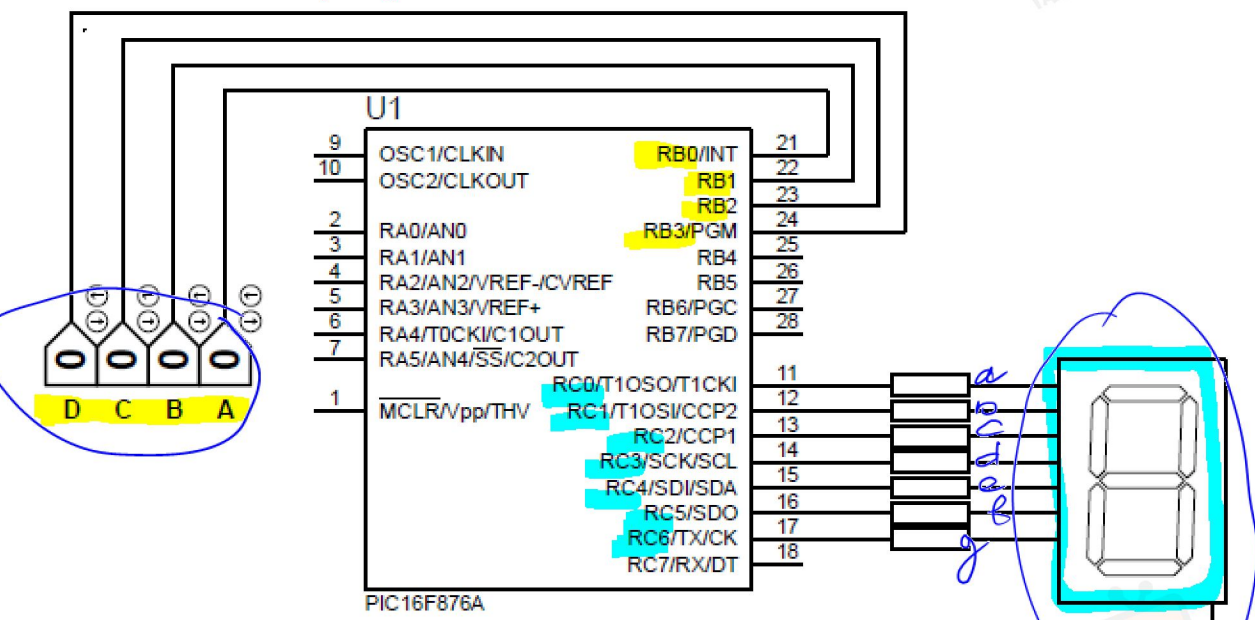 U1
9 OSC1/CLKIN RB0/INT 21
10 OSC2/CLKOUT RB1 22
RB2 23
2 RA0/AN0 RB3/PGM 24
3 RA1/AN1 RB4 25
4 RA2/AN2/VREF-/CVREF RB5 26
5 RA3/AN3/VREF+ RB6/PGC 27
6 RA4/T0CKI/C1OUT RB7/PGD 28
7 RA5/AN4/SS/C2OUT
0 0 0 0
D C B A
RC0/T1OSO/T1CKI 11 a
1 MCLR/Vpp/THV RC1/T1OSI/CCP2 12 b
RC2/CCP1 13 c
RC3/SCK/SCL 14 d
RC4/SDI/SDA 15 e
RC5/SDO 16
RC6/TX/CK 17 g
RC7/RX/DT 18
PIC16F876A